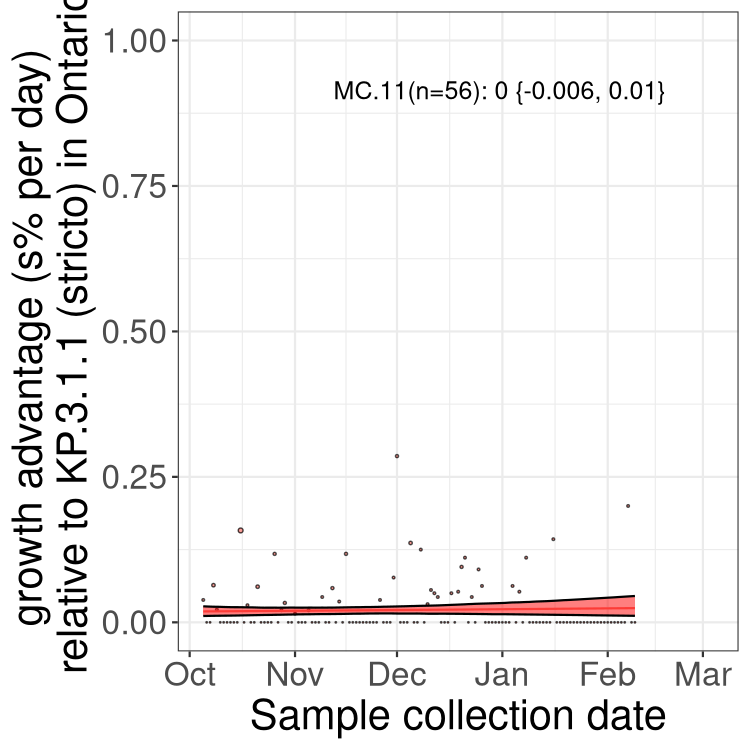 growth advantage (s% per day)
relative to KP.3.1.1 (stricto) in Ontario
1.00
0.75
0.50
0.25
0.00
MC.11(n=56): 0 {-0.006, 0.01}
Oct
Nov
Dec
Jan
Feb
Mar
Sample collection date